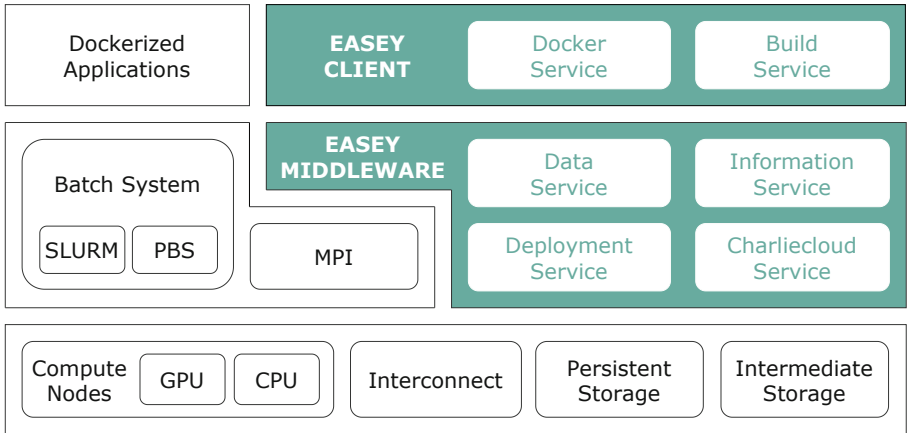 Dockerized
Applications
EASEY
CLIENT
Docker
Service
Build
Service
Batch System
SLURM
PBS
MPI
EASEY
MIDDLEWARE
Data
Service
Information
Service
Deployment
Service
Charliecloud
Service
Compute
Nodes
GPU
CPU
Interconnect
Persistent
Storage
Intermediate
Storage